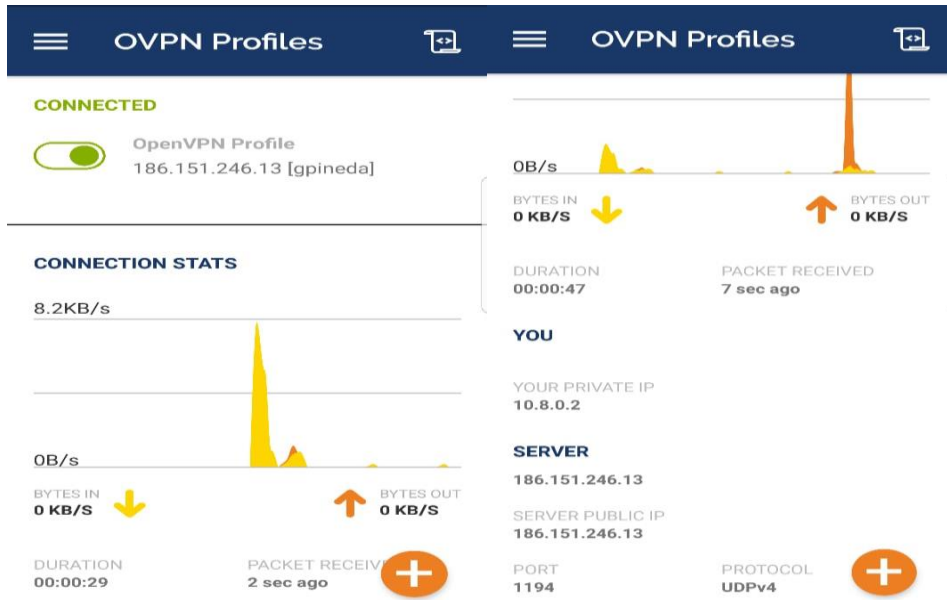 OVPN Profiles
CONNECTED
OpenVPN Profile
186.151.246.13 [gpineda]
CONNECTION STATS
8.2KB/s
0B/s
BYTES IN
0 KB/S
BYTES OUT
0 KB/S
DURATION
00:00:29
PACKET RECEIV
2 sec ago
OVPN Profiles
0B/s
BYTES IN
0 KB/S
BYTES OUT
0 KB/S
DURATION
00:00:47
PACKET RECEIVED
7 sec ago
YOU
YOUR PRIVATE IP
10.8.0.2
SERVER
186.151.246.13
SERVER PUBLIC IP
186.151.246.13
PORT
1194
PROTOCOL
UDPv4